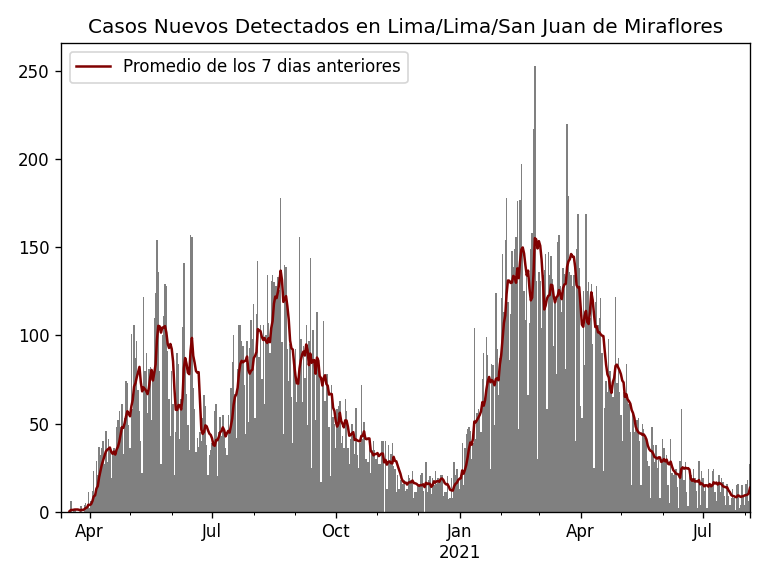 Casos Nuevos Detectados en Lima/Lima/San Juan de Miraflores
Promedio de los 7 dias anteriores
250
200
150
100
50
0
Apr Jul Oct Jan Apr Jul
2021